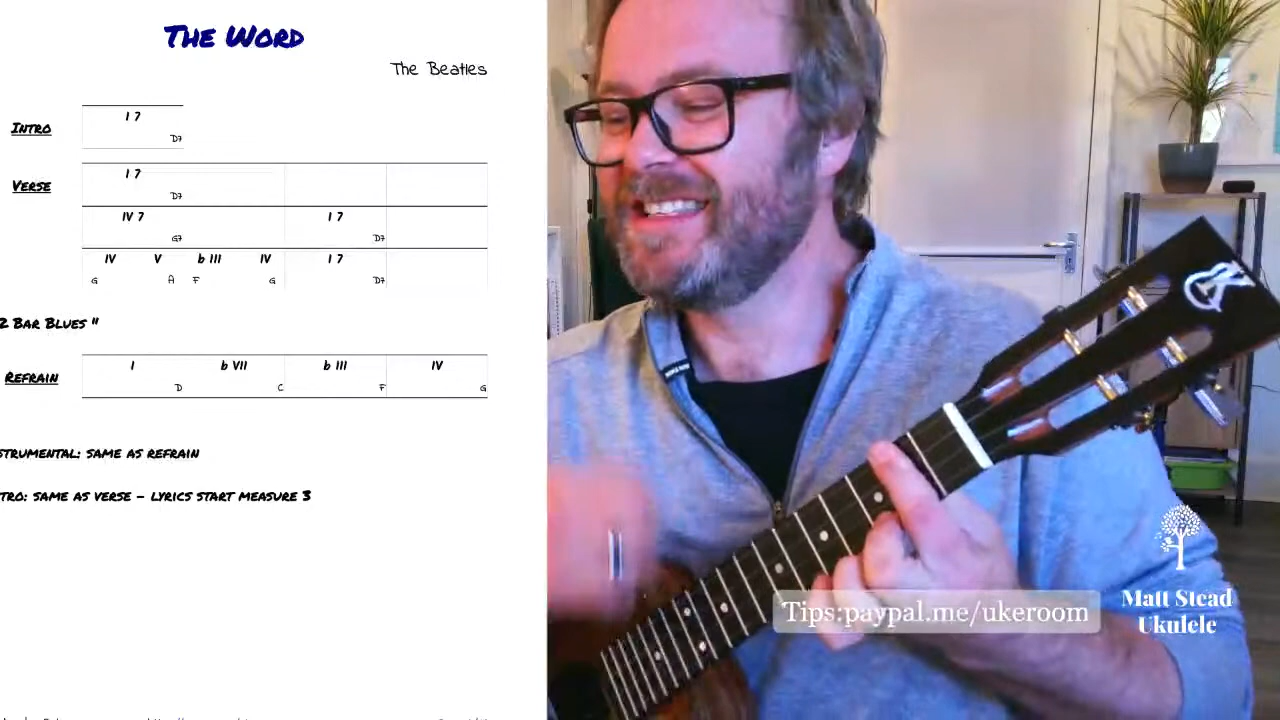 The Word
The Beatles
Intro
I 7
D7
Verse
I 7
D7
IV 7 I 7
G7 D7
IV V b III IV I 7
G A F G D7
2 Bar Blues "
Refrain
I b VII b III IV
D C F G
strumental: same as refrain
tro: same as verse - lyrics start measure 3
Tips:paypal.me/ukeroom
Matt Stead
Ukulele